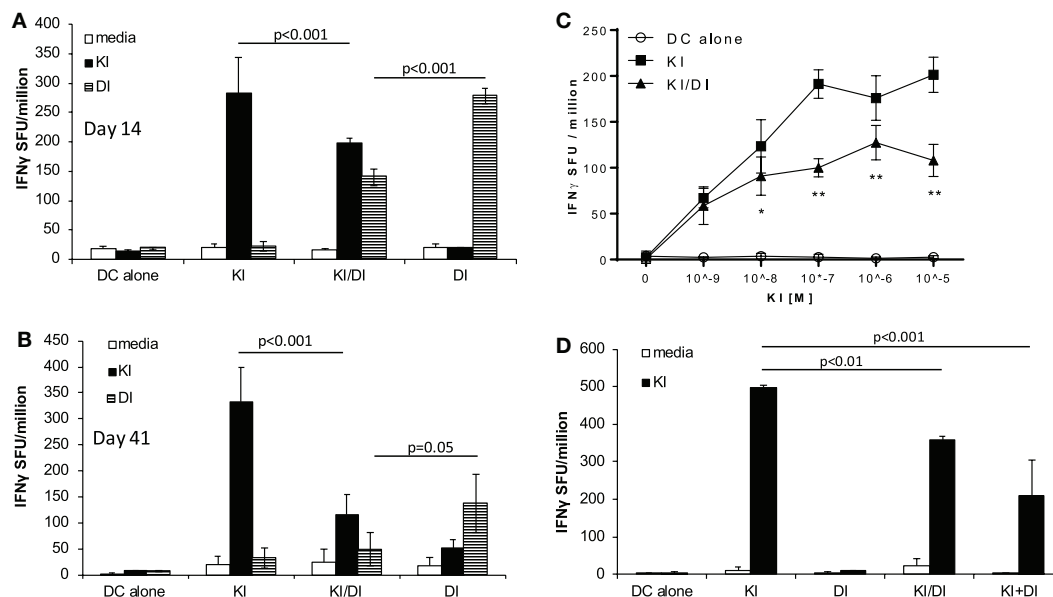 A
400
350
300
250
200
150
100
50
0
IFNγ SFU/million
media
KI
DI
Day 14
p<0.001
p<0.001
DC alone KI KI/DI DI
B
450
400
350
300
250
200
150
100
50
0
IFNγ SFU/million
media
KI
DI
Day 41
p<0.001
p=0.05
DC alone KI KI/DI DI
C
DC alone
KI
KI/DI
250
200
150
100
50
0
IFNγ SFU / million
* ** ** **
0 10^-9 10^-8 10*-7 10^-6 10^-5
KI [M]
D
600
500
400
300
200
100
0
IFNγ SFU/million
media
KI
p<0.001
p<0.01
DC alone KI DI KI/DI KI+DI